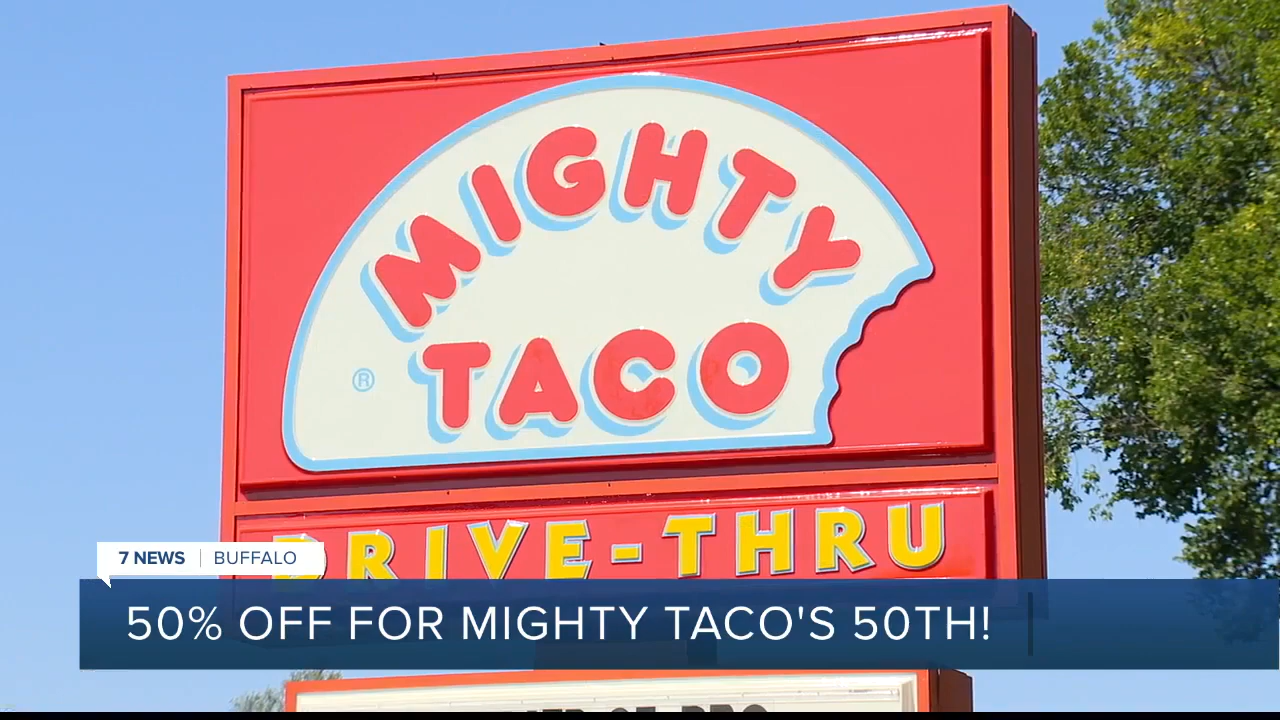 MIGHTY
TACO
®
DRIVE-THRU
7 NEWS | BUFFALO
50% OFF FOR MIGHTY TACO'S 50TH!